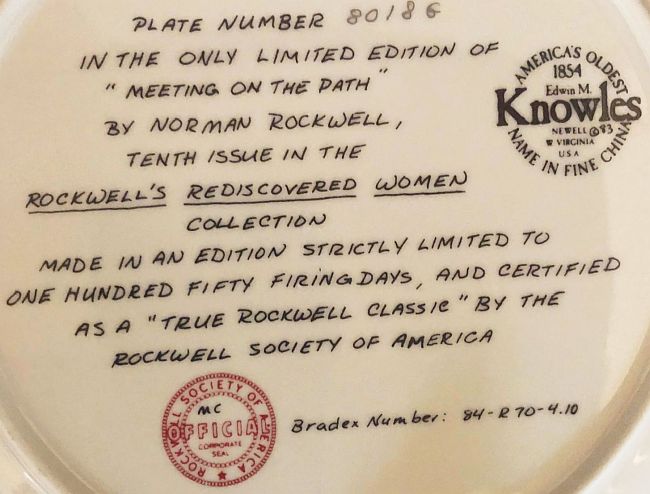 PLATE NUMBER 80186
IN THE ONLY LIMITED EDITION OF
"MEETING ON THE PATH"
BY NORMAN ROCKWELL,
TENTH ISSUE IN THE
ROCKWELL'S REDISCOVERED WOMEN
COLLECTION
MADE IN AN EDITION STRICTLY LIMITED TO
ONE HUNDRED FIFTY FIRING DAYS, AND CERTIFIED
AS A "TRUE ROCKWELL CLASSIC" BY THE
ROCKWELL SOCIETY OF AMERICA
AMERICA'S OLDEST
1854
Edwin M.
Knowles
NEWELL ©83
W VIRGINIA
USA
NAME IN FINE CHINA
ROCKWELL SOCIETY OF AMERICA
MC
OFFICIAL
CORPORATE
SEAL
Bradex Number: 84-R70-4.10